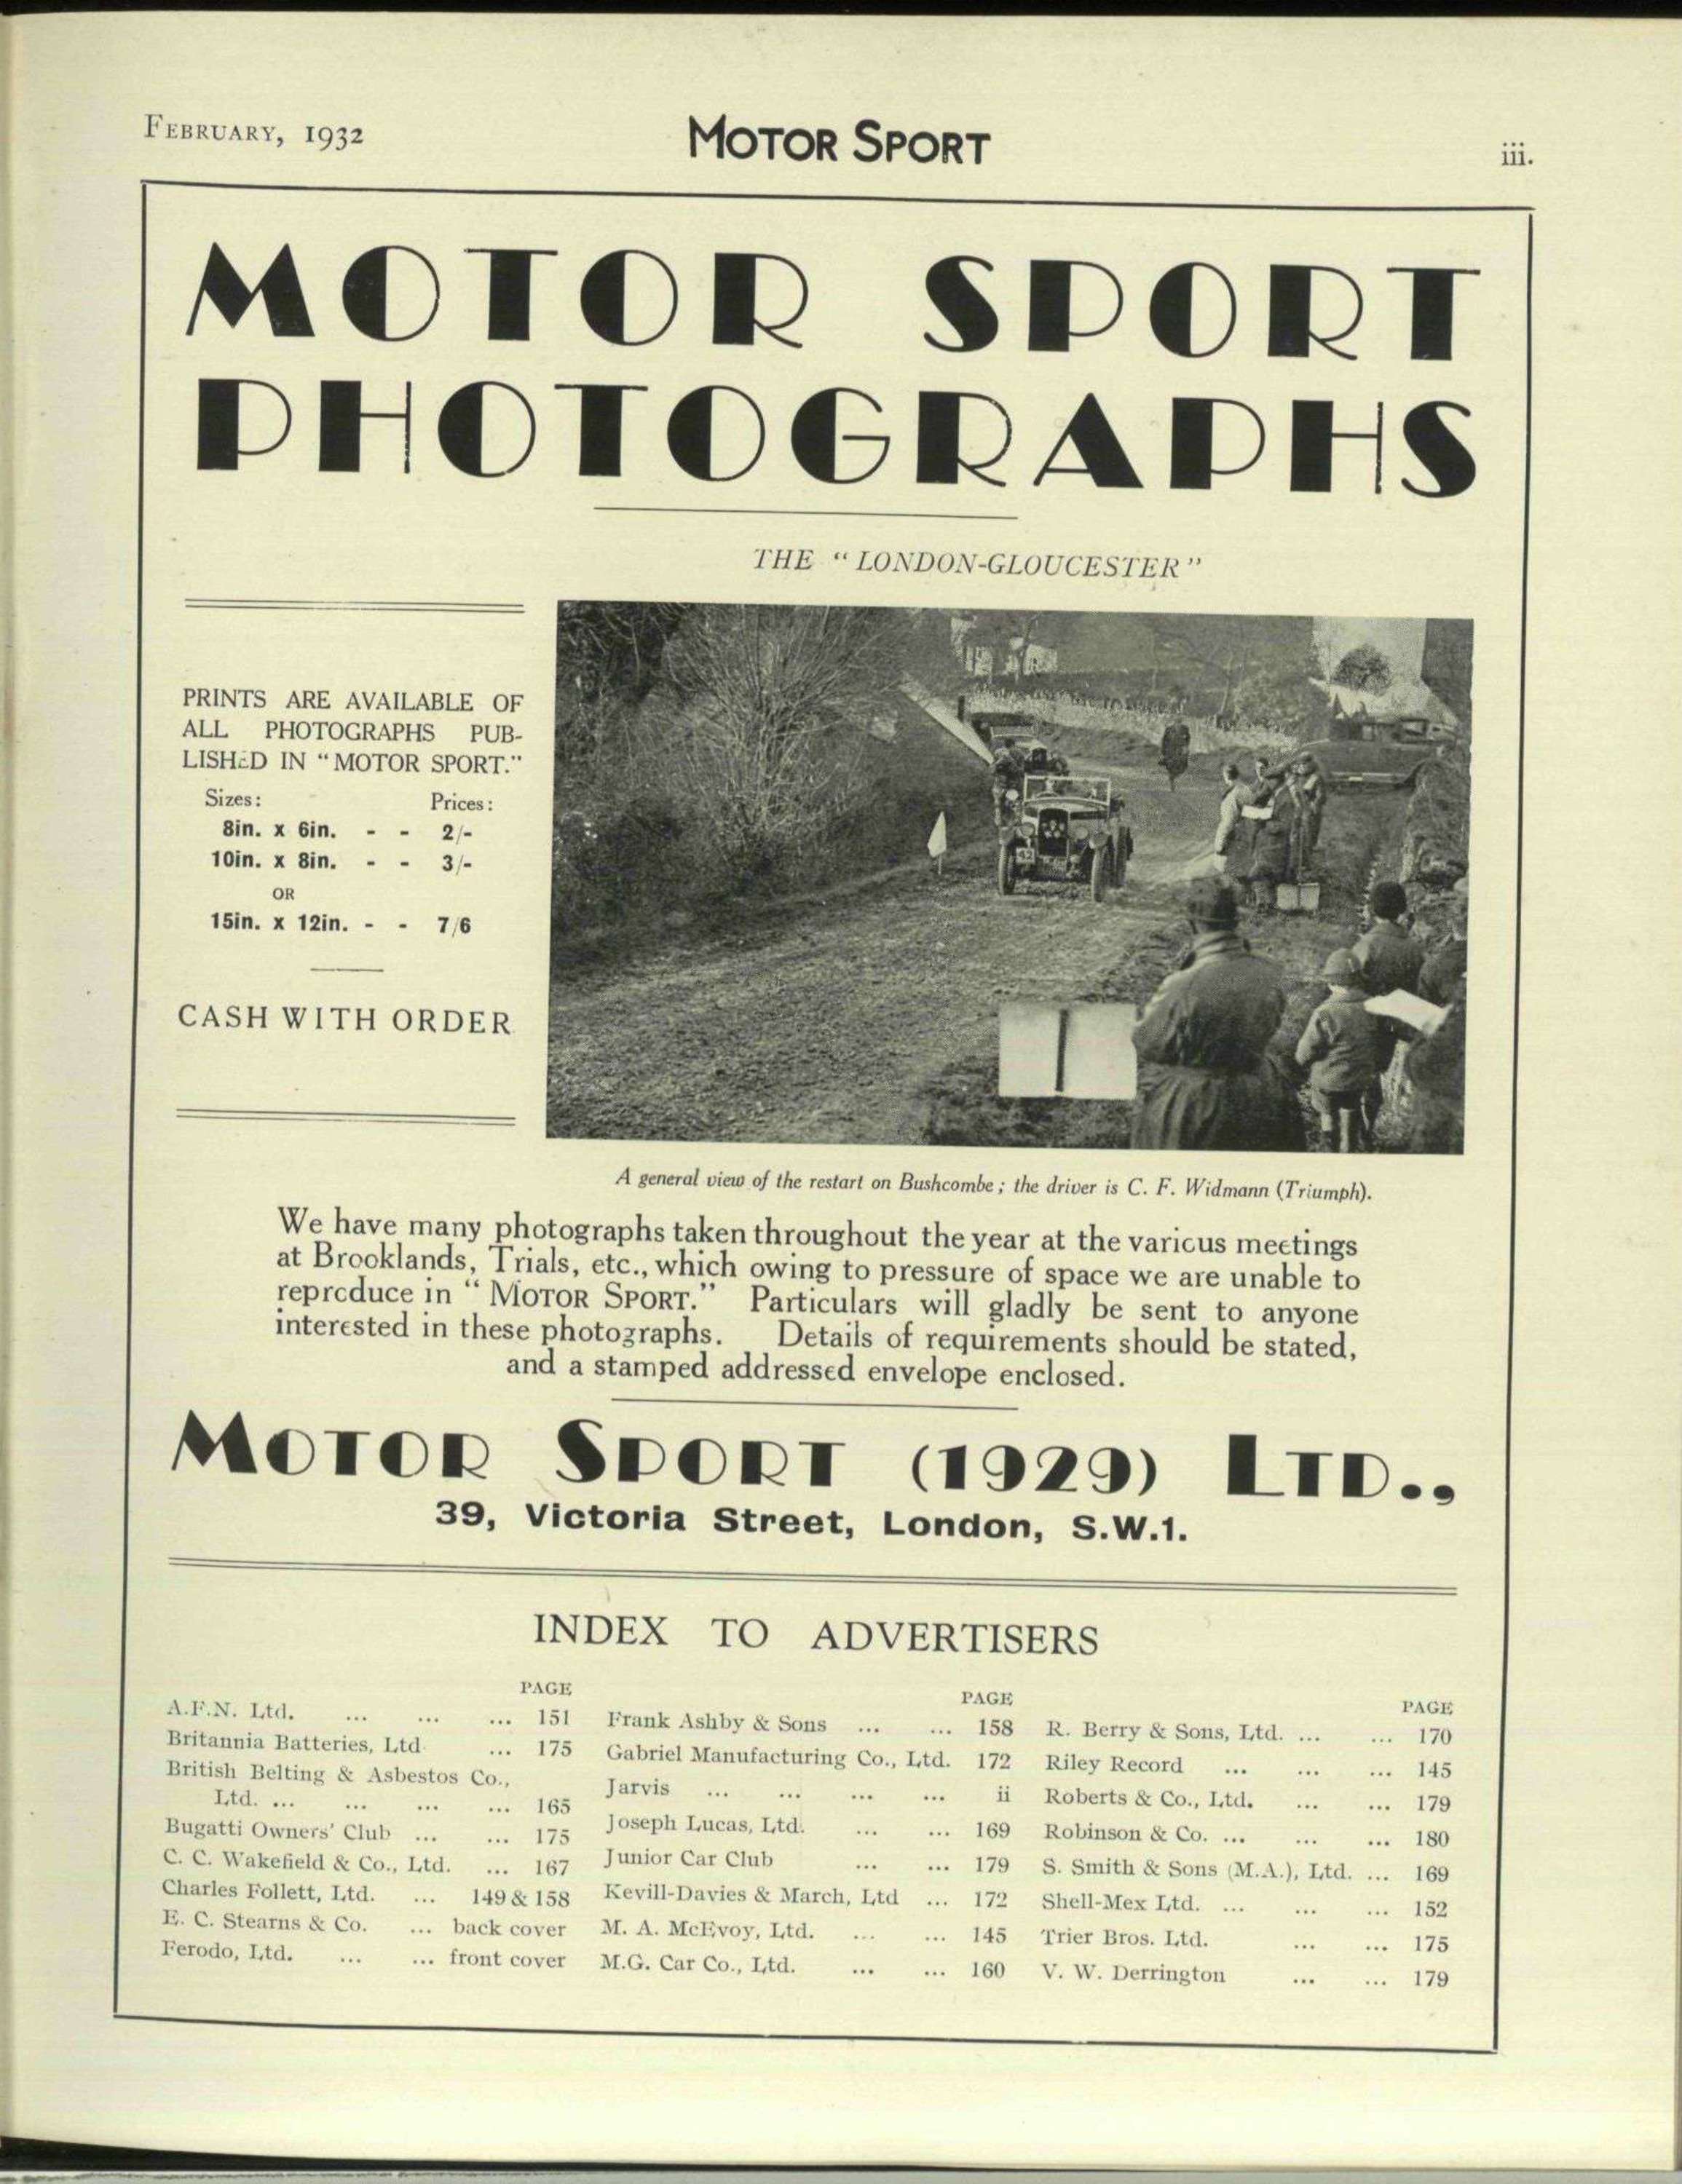 FEBRUARY, 1932
MOTOR SPORT
iii.
MOTOR SPORT
PHOTOGRAPHS
THE “LONDON-GLOUCESTER”
PRINTS ARE AVAILABLE OF
ALL PHOTOGRAPHS PUB-
LISHED IN “MOTOR SPORT.”
Sizes: Prices:
8in. x 6in. - - 2/-
10in. x 8in. - - 3/-
OR
15in. x 12in. - - 7/6
CASH WITH ORDER
A general view of the restart on Bushcombe; the driver is C. F. Widmann (Triumph).
We have many photographs taken throughout the year at the various meetings
at Brooklands, Trials, etc., which owing to pressure of space we are unable to
reproduce in “MOTOR SPORT.” Particulars will gladly be sent to anyone
interested in these photographs. Details of requirements should be stated,
and a stamped addressed envelope enclosed.
MOTOR SPORT (1929) LTD.,
39, Victoria Street, London, S.W.1.
INDEX TO ADVERTISERS
PAGE
A.F.N. Ltd. ... ... ... 151
Britannia Batteries, Ltd ... 175
British Belting & Asbestos Co.,
Ltd. ... ... ... ... 165
Bugatti Owners' Club ... ... 175
C. C. Wakefield & Co., Ltd. ... 167
Charles Follett, Ltd. ... 149 & 158
E. C. Stearns & Co. ... back cover
Ferodo, Ltd. ... ... front cover
PAGE
Frank Ashby & Sons ... ... 158
Gabriel Manufacturing Co., Ltd. 172
Jarvis ... ... ... ... ii
Joseph Lucas, Ltd. ... ... 169
Junior Car Club ... ... 179
Kevill-Davies & March, Ltd ... 172
M. A. McEvoy, Ltd. ... ... 145
M.G. Car Co., Ltd. ... ... 160
PAGE
R. Berry & Sons, Ltd. ... ... 170
Riley Record ... ... ... 145
Roberts & Co., Ltd. ... ... 179
Robinson & Co. ... ... ... 180
S. Smith & Sons (M.A.), Ltd. ... 169
Shell-Mex Ltd. ... ... ... 152
Trier Bros. Ltd. ... ... 175
V. W. Derrington ... ... 179